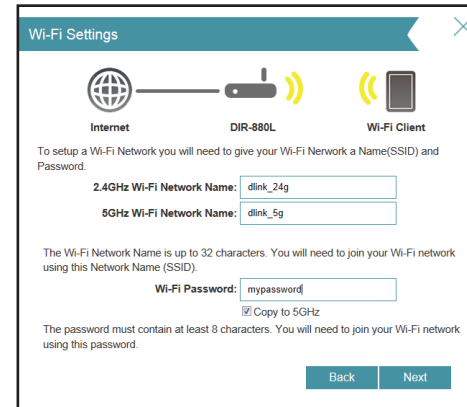 Wi-Fi Settings
Internet
DIR-880L
Wi-Fi Client
To setup a Wi-Fi Network you will need to give your Wi-Fi Nerwork a Name(SSID) and
Password.
2.4GHz Wi-Fi Network Name: dlink_24g
5GHz Wi-Fi Network Name: dlink_5g
The Wi-Fi Network Name is up to 32 characters. You will need to join your Wi-Fi network
using this Network Name (SSID).
Wi-Fi Password: mypassword
Copy to 5GHz
The password must contain at least 8 characters. You will need to join your Wi-Fi network
using this password.
Back Next